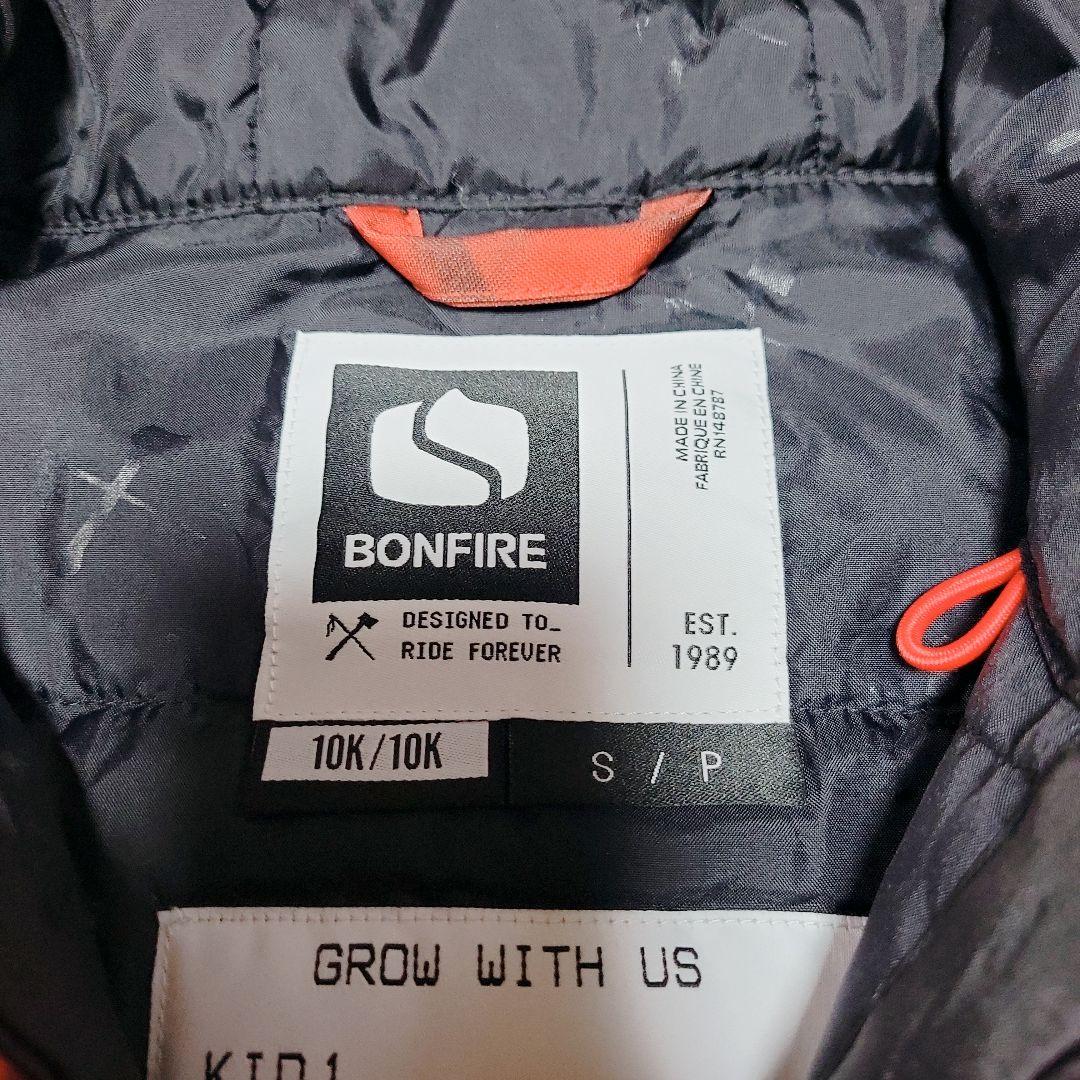 BONFIRE
DESIGNED TO_
RIDE FOREVER
MADE IN CHINA
FABRIQUE EN CHINE
RN148787
EST.
1989
10K/10K
S / P
GROW WITH US
KID1